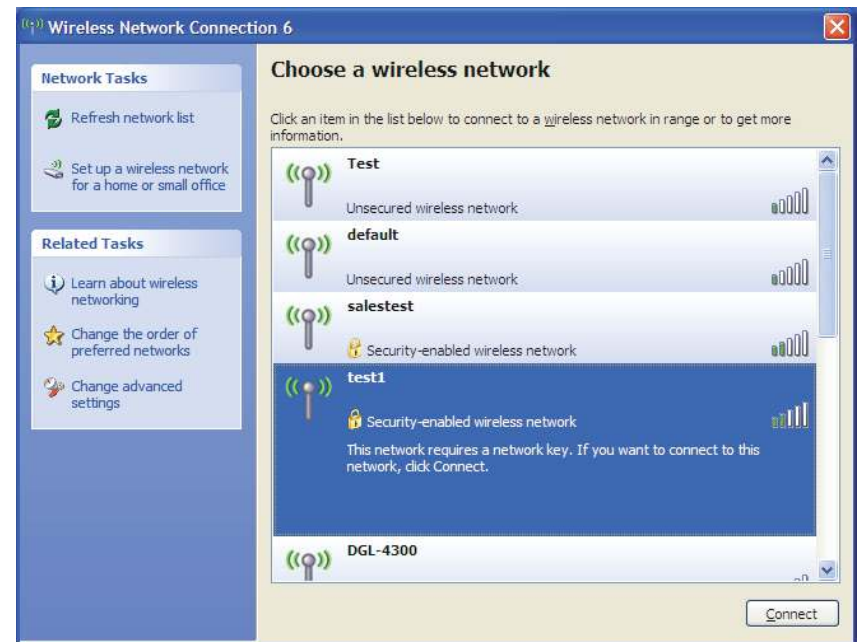 Wireless Network Connection 6
Network Tasks
Refresh network list
Set up a wireless network
for a home or small office
Related Tasks
Learn about wireless
networking
Change the order of
preferred networks
Change advanced
settings
Choose a wireless network
Click an item in the list below to connect to a wireless network in range or to get more
information.
Test
Unsecured wireless network
default
Unsecured wireless network
salestest
Security-enabled wireless network
test1
Security-enabled wireless network
This network requires a network key. If you want to connect to this
network, click Connect.
DGL-4300
Connect